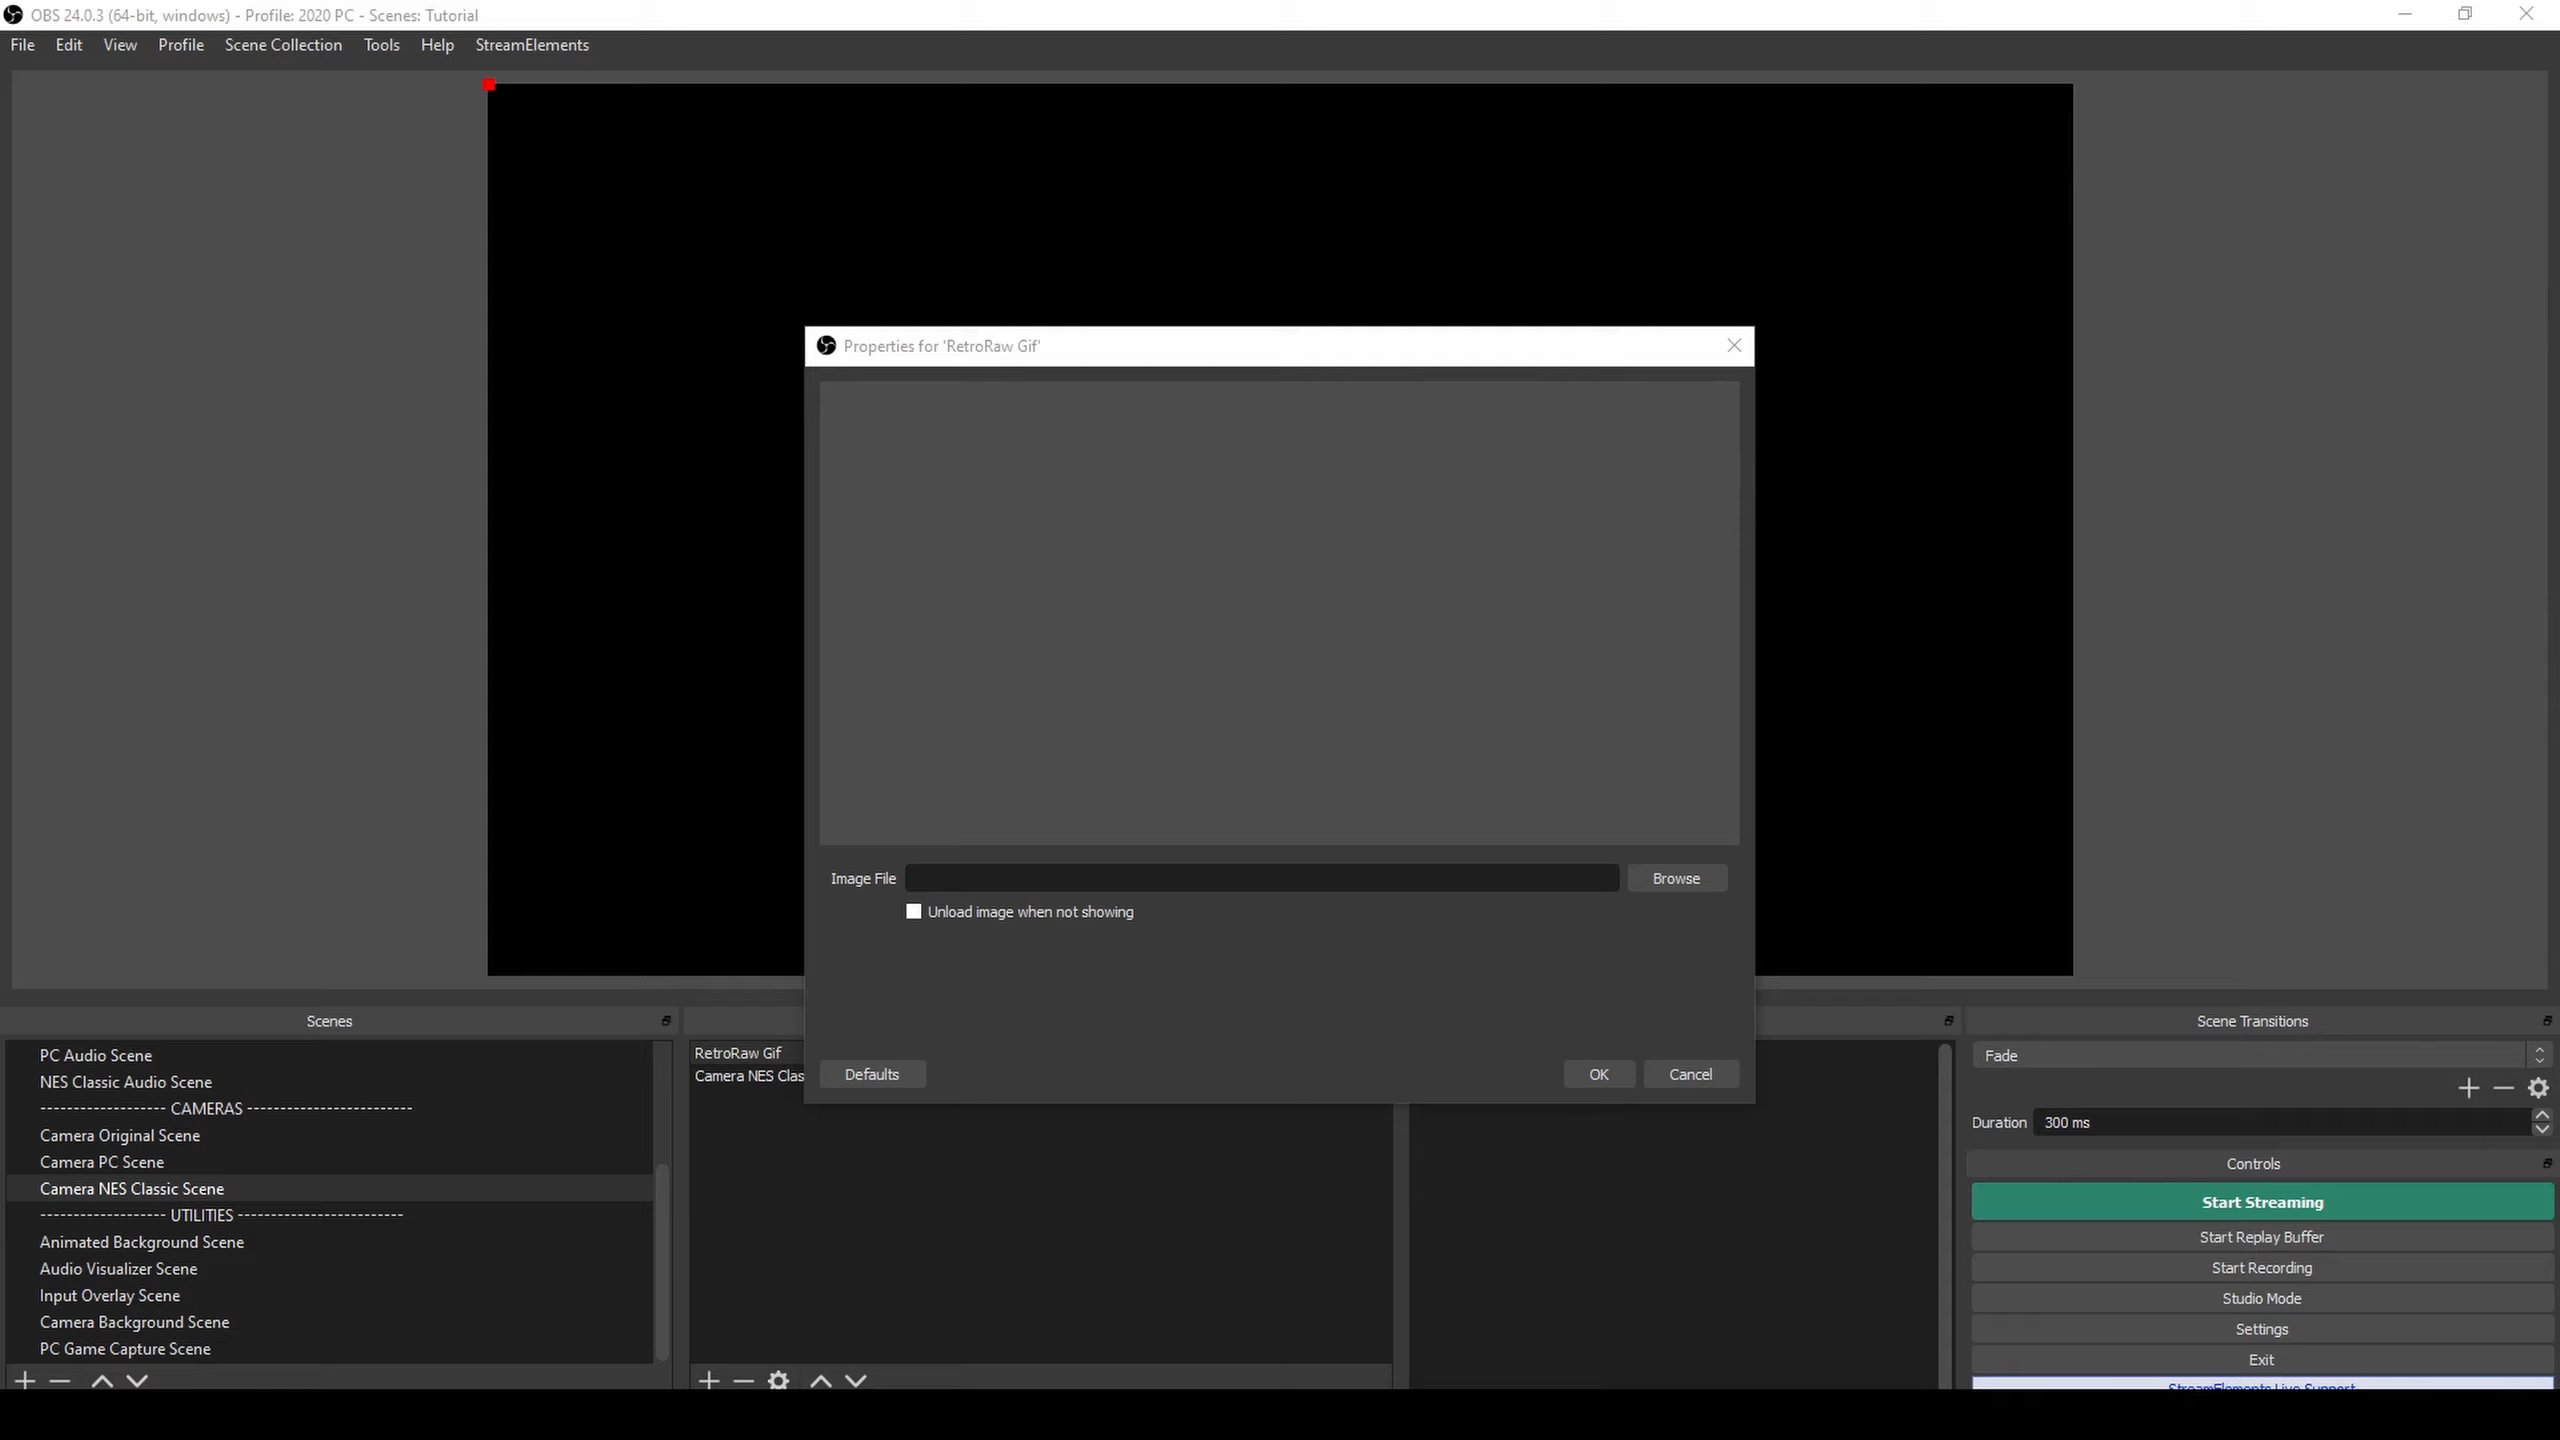 OBS 24.0.3 (64-bit, windows) - Profile: 2020 PC - Scenes: Tutorial
File Edit View Profile Scene Collection Tools Help StreamElements
Properties for 'RetroRaw Gif'
Image File
Browse
Unload image when not showing
Defaults
OK
Cancel
Scenes
PC Audio Scene
NES Classic Audio Scene
------------------- CAMERAS -------------------------
Camera Original Scene
Camera PC Scene
Camera NES Classic Scene
------------------- UTILITIES -------------------------
Animated Background Scene
Audio Visualizer Scene
Input Overlay Scene
Camera Background Scene
PC Game Capture Scene
RetroRaw Gif
Camera NES Clas
Scene Transitions
Fade
Duration 300 ms
Controls
Start Streaming
Start Replay Buffer
Start Recording
Studio Mode
Settings
Exit
StreamElements Live Support